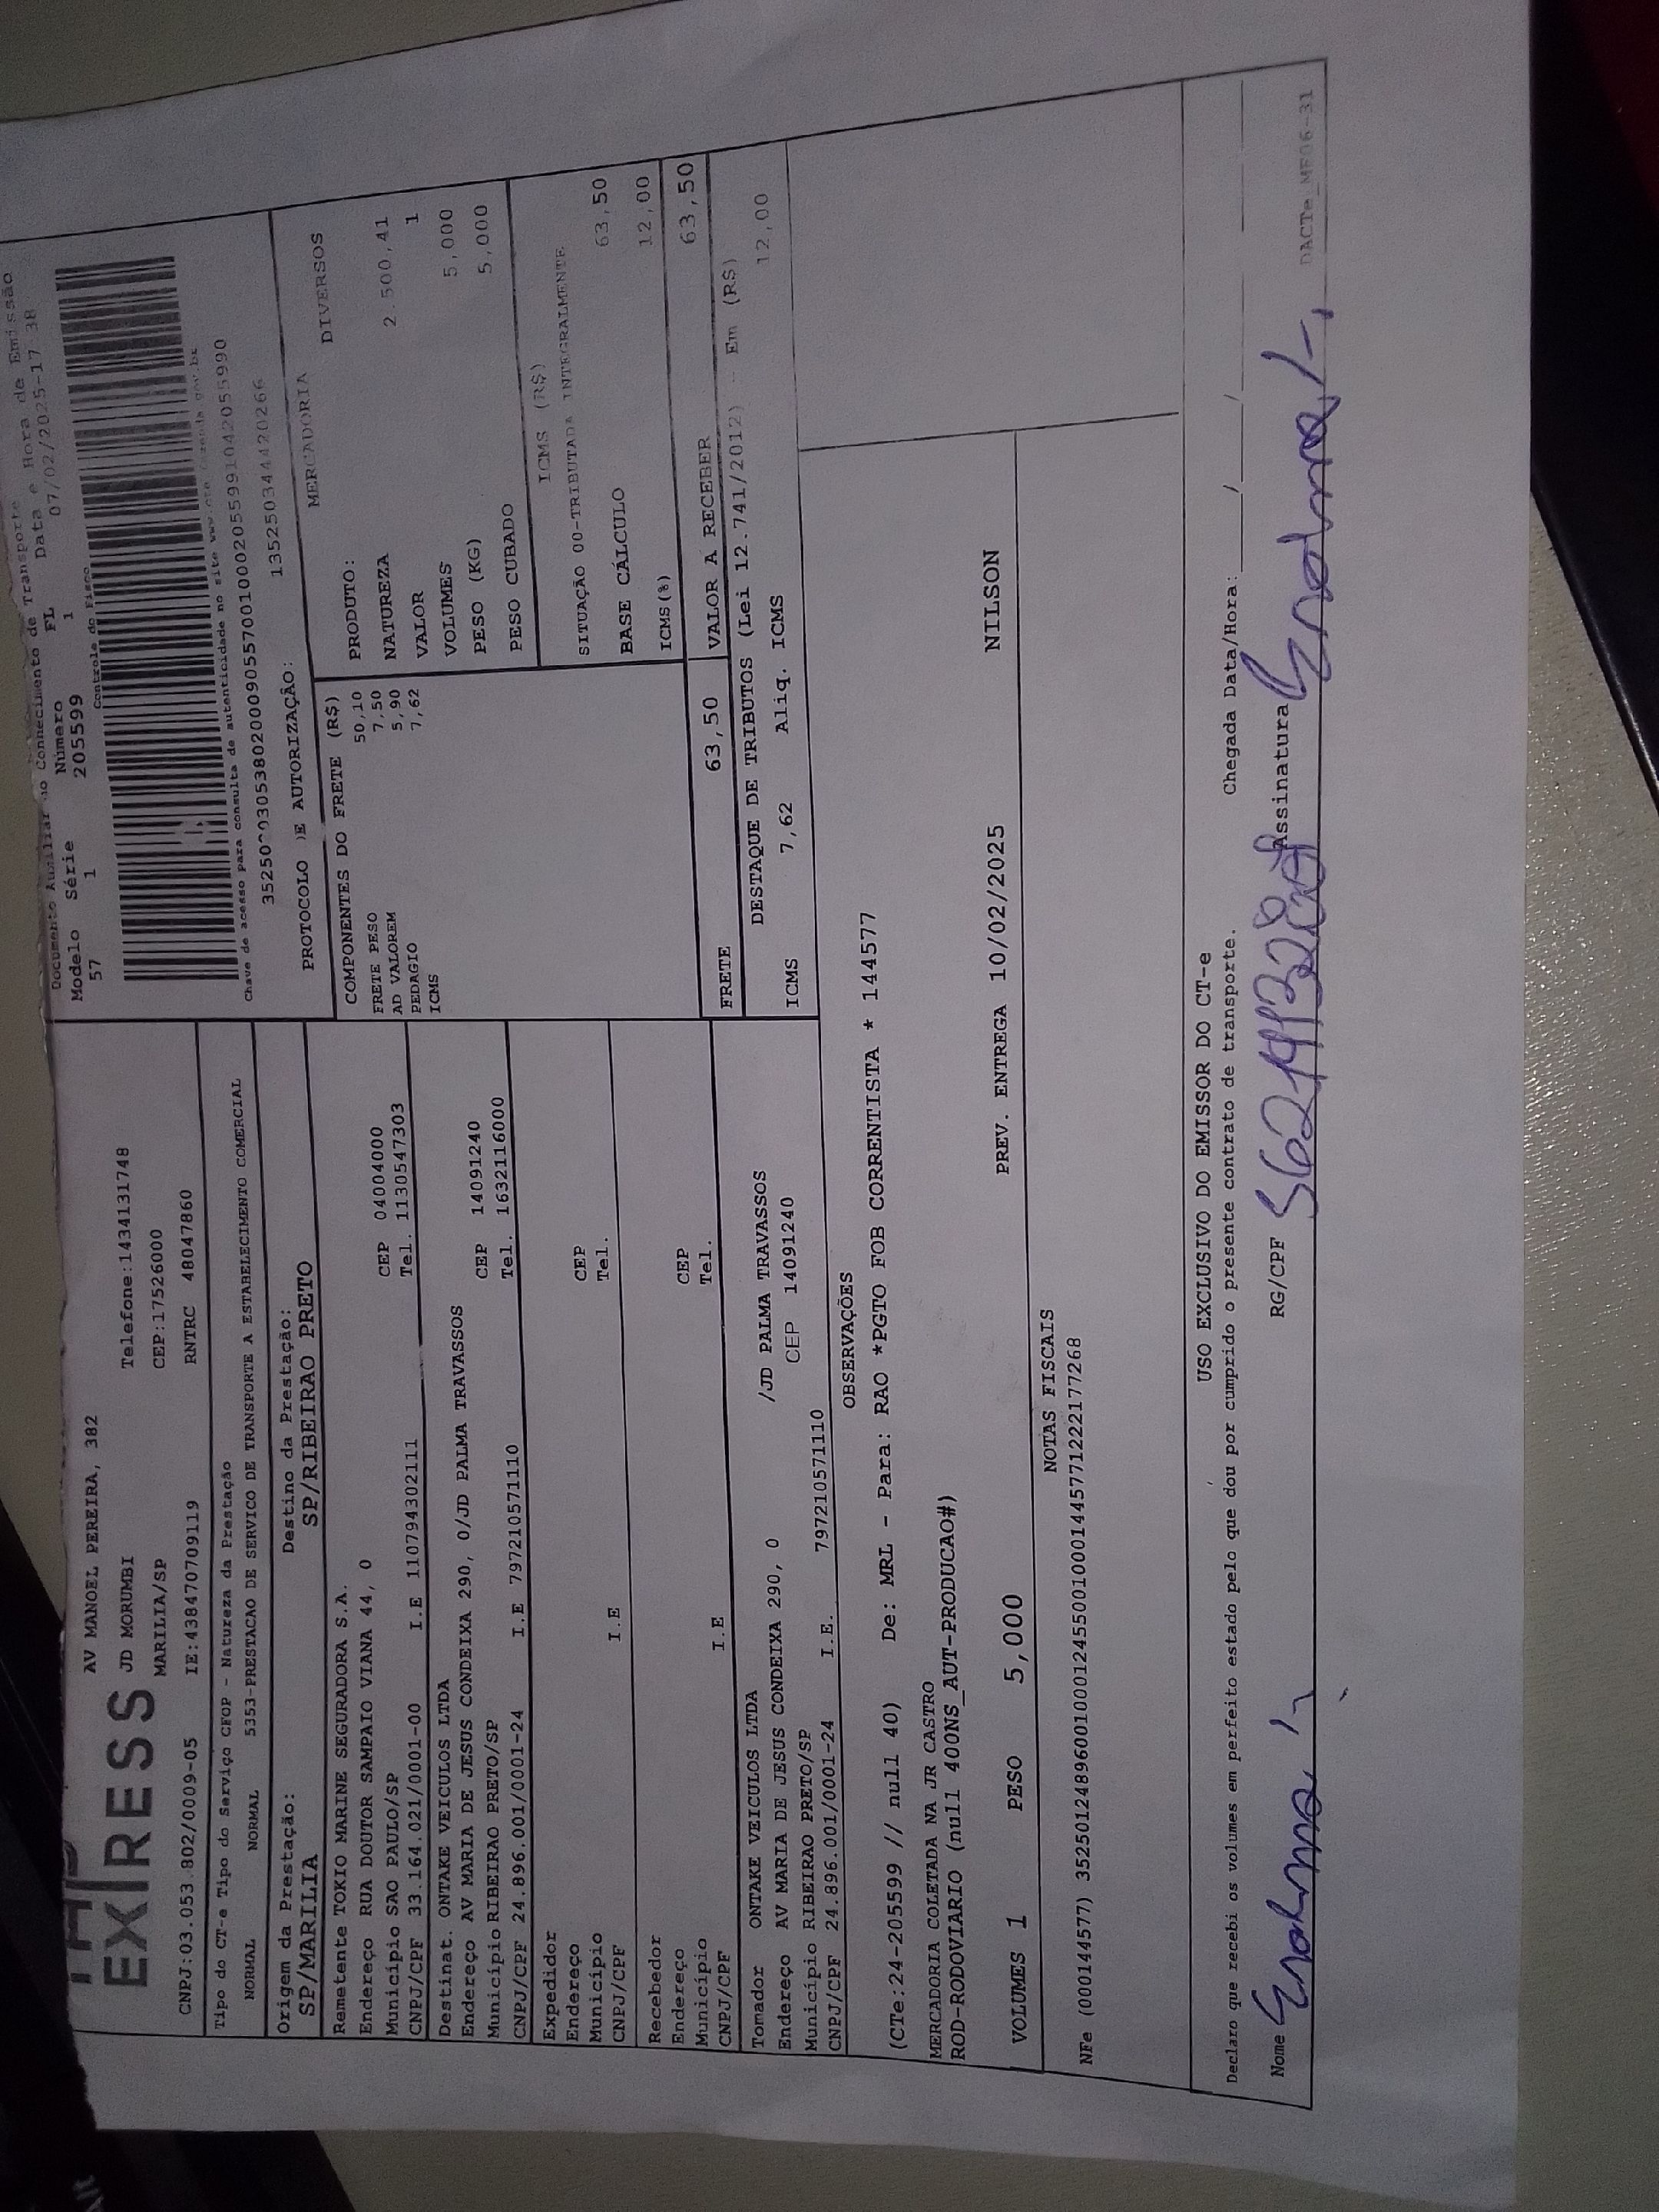 EXPRESS
AV MANOEL PEREIRA, 382
JD MORUMBI Telefone:1434131748
MARILIA/SP CEP:17526000
CNPJ:03.053.802/0009-05 IE:438470709119 RNTRC 48047860
Tipo do CT-e Tipo do Serviço CFOP - Natureza da Prestação
NORMAL NORMAL 5353-PRESTACAO DE SERVICO DE TRANSPORTE A ESTABELECIMENTO COMERCIAL
Origem da Prestação: Destino da Prestação:
SP/MARILIA SP/RIBEIRAO PRETO
Documento Auxiliar do Conhecimento de Transporte
Modelo Série Número FL Data e Hora de Emissão
57 1 205599 1 07/02/2025-17:38
Controle do Fisco
Chave de acesso para consulta de autenticidade no site
PROTOCOLO DE AUTORIZAÇÃO: 135250344420266
Remetente TOKIO MARINE SEGURADORA S.A.
Endereço RUA DOUTOR SAMPAIO VIANA 44, 0
Município SAO PAULO/SP CEP 04004000
CNPJ/CPF 33.164.021/0001-00 I.E 110794302111 Tel. 1130547303
Destinat. ONTAKE VEICULOS LTDA
Endereço AV MARIA DE JESUS CONDEIXA 290, 0/JD PALMA TRAVASSOS
Município RIBEIRAO PRETO/SP CEP 14091240
CNPJ/CPF 24.896.001/0001-24 I.E 797210571110 Tel. 1632116000
Expedidor
Endereço
Município CEP
CNPJ/CPF I.E Tel.
Recebedor
Endereço
Município CEP
CNPJ/CPF I.E Tel.
Tomador ONTAKE VEICULOS LTDA
Endereço AV MARIA DE JESUS CONDEIXA 290, 0 /JD PALMA TRAVASSOS
Município RIBEIRAO PRETO/SP CEP 14091240
CNPJ/CPF 24.896.001/0001-24 I.E. 797210571110
COMPONENTES DO FRETE (R$)
FRETE PESO 50,10
AD VALOREM 7,50
PEDAGIO 5,90
ICMS 7,62
MERCADORIA
PRODUTO: DIVERSOS
NATUREZA
VALOR 2.500,41
VOLUMES 1
PESO (KG) 5,000
PESO CUBADO 5,000
ICMS (R$)
SITUAÇÃO 00-TRIBUTADA INTEGRALMENTE
BASE CÁLCULO 63,50
ICMS(%) 12,00
FRETE 63,50 VALOR A RECEBER 63,50
DESTAQUE DE TRIBUTOS (Lei 12.741/2012) - Em (R$)
ICMS 7,62 Aliq. ICMS 12,00
OBSERVAÇÕES
(CTe:24-205599 // null 40) De: MRL - Para: RAO *PGTO FOB CORRENTISTA * 144577
MERCADORIA COLETADA NA JR CASTRO
ROD-RODOVIARIO (null 400NS_AUT-PRODUCAO#)
VOLUMES 1 PESO 5,000 PREV. ENTREGA 10/02/2025 NILSON
NOTAS FISCAIS
NFe (000144577) 35250124896001000124550010001445771222177268
USO EXCLUSIVO DO EMISSOR DO CT-e
Declaro que recebi os volumes em perfeito estado pelo que dou por cumprido o presente contrato de transporte. Chegada Data/Hora: ____/____/____
Nome RG/CPF Assinatura
DACTe_MF06-31